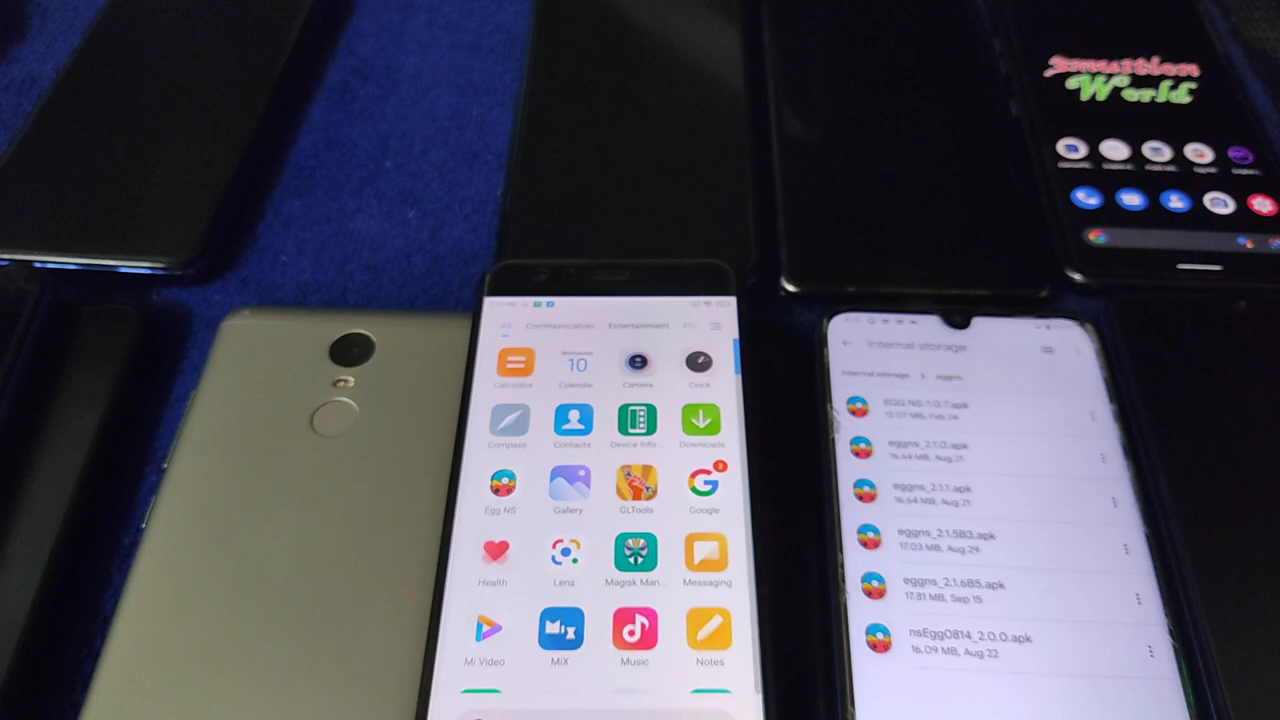 Emustion
World
Communication Entertainment
Calculator
Wednesday
10
Calendar
Camera
Clock
Compass
Contacts
Device Info...
Downloads
Egg NS
Gallery
GLTools
Google
Health
Lens
Magisk Man...
Messaging
Mi Video
MiX
Music
Notes
Internal storage
Internal storage > eggns
EGG NS-1.0.7.apk
12.07 MB, Feb 24
eggns_2.1.0.apk
16.64 MB, Aug 21
eggns_2.1.1.apk
16.64 MB, Aug 21
eggns_2.1.5B3.apk
17.03 MB, Aug 29
eggns_2.1.6B5.apk
17.81 MB, Sep 15
nsEgg0814_2.0.0.apk
16.09 MB, Aug 22